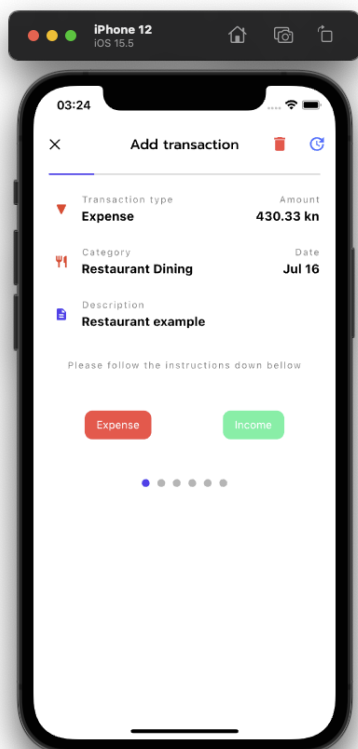 iPhone 12
iOS 15.5
03:24
Add transaction
Transaction type
Amount
Expense
430.33 kn
Category
Date
Restaurant Dining
Jul 16
Description
Restaurant example
Please follow the instructions down bellow
Expense
Income